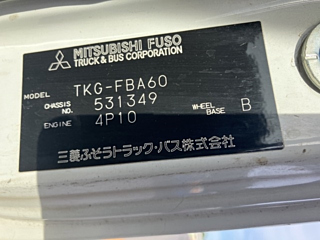 MITSUBISHI FUSO
TRUCK & BUS CORPORATION
MODEL TKG-FBA60
CHASSIS NO. 531349
ENGINE 4P10 WHEEL BASE B
三菱ふそうトラック・バス株式会社